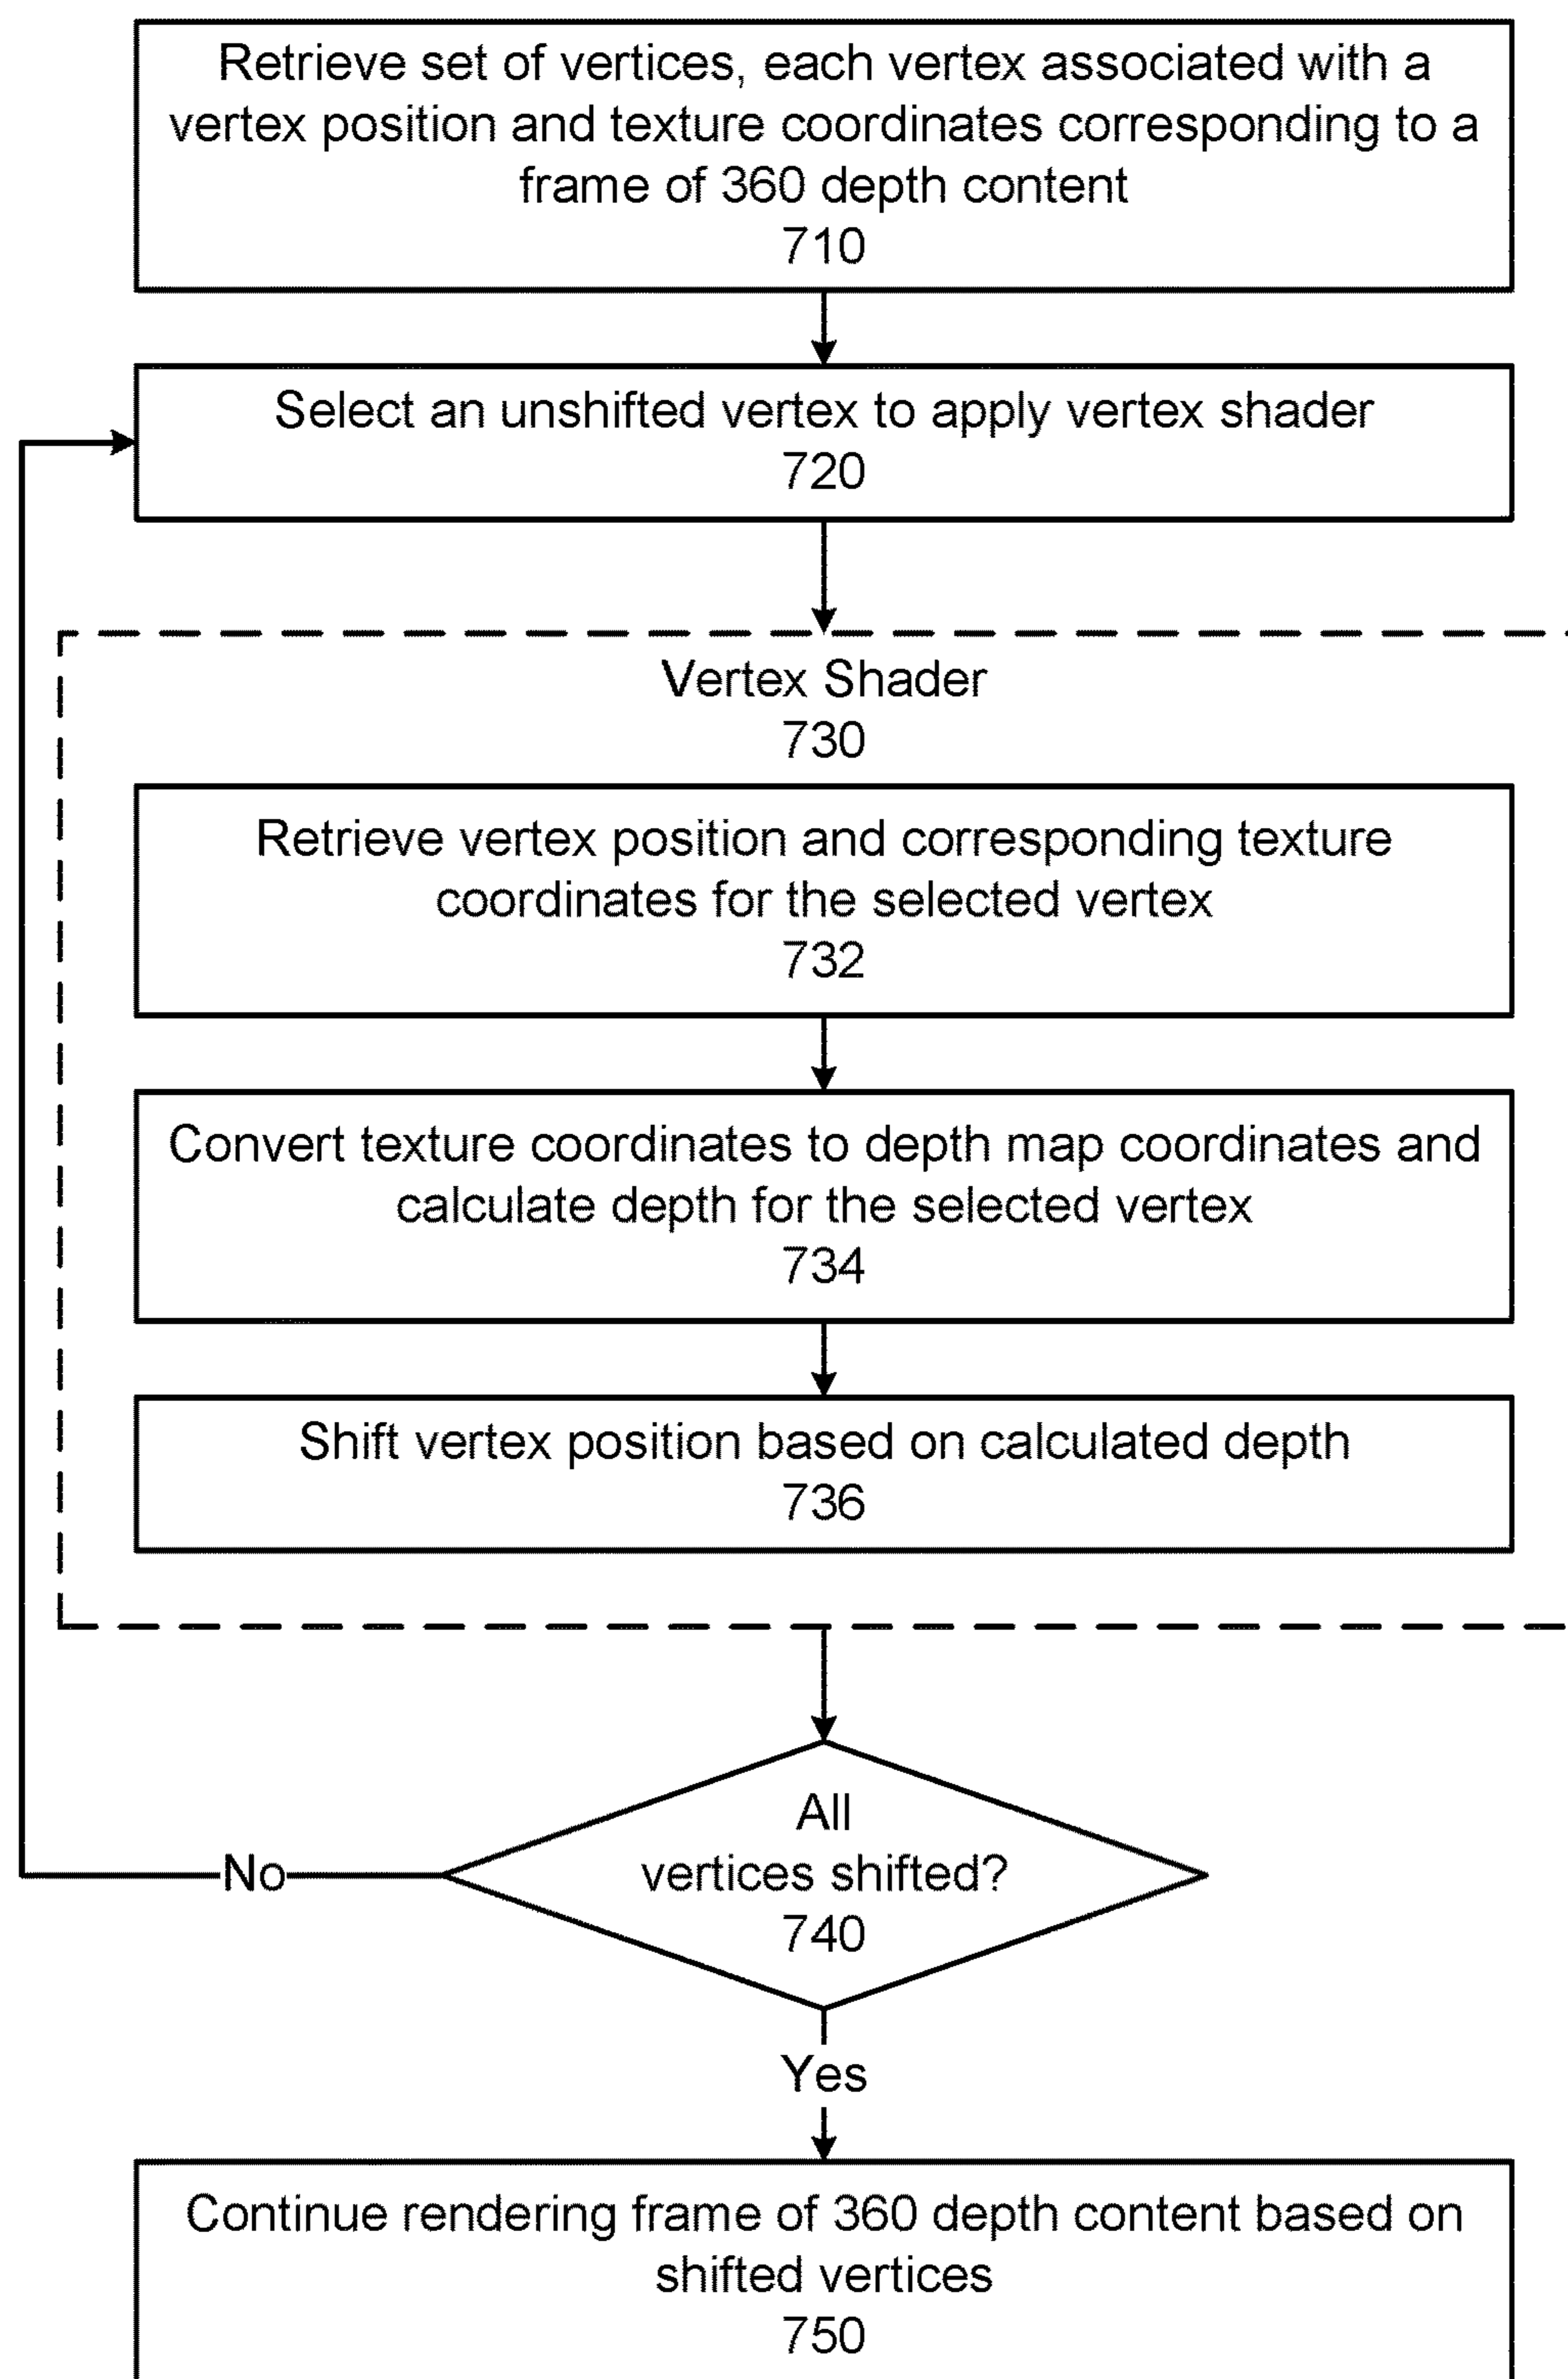 Retrieve set of vertices, each vertex associated with a
vertex position and texture coordinates corresponding to a
frame of 360 depth content
710
Select an unshifted vertex to apply vertex shader
720
Vertex Shader
730
Retrieve vertex position and corresponding texture
coordinates for the selected vertex
732
Convert texture coordinates to depth map coordinates and
calculate depth for the selected vertex
734
Shift vertex position based on calculated depth
736
All
vertices shifted?
740
No
Yes
Continue rendering frame of 360 depth content based on
shifted vertices
750